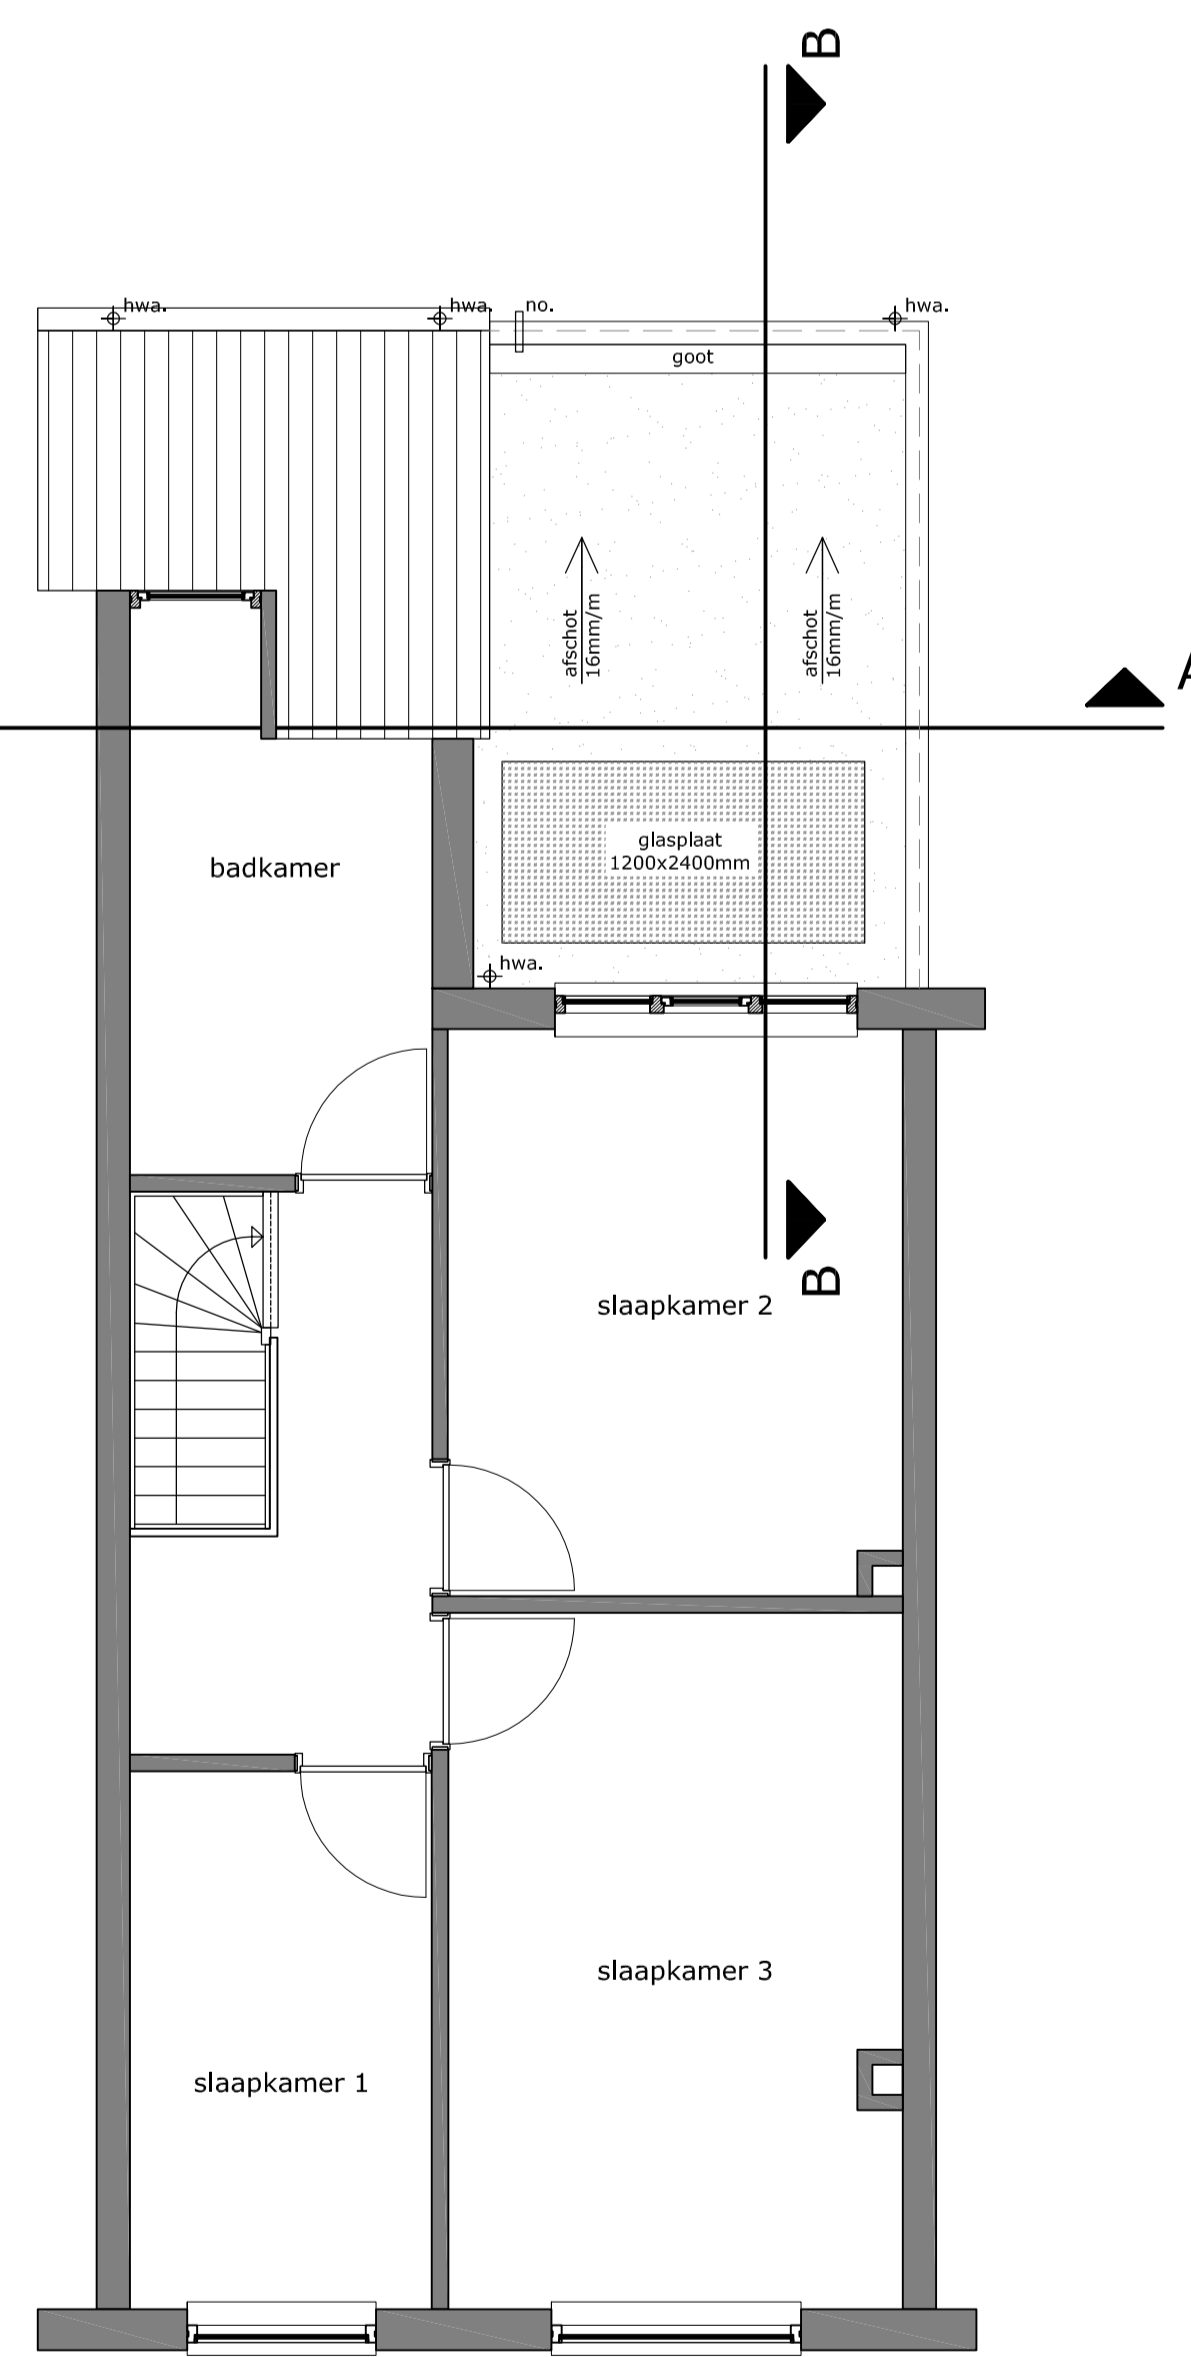 B
hwa.
hwa.
no.
hwa.
goot
afschot
16mm/m
afschot
16mm/m
A
glasplaat
1200x2400mm
badkamer
hwa.
B
slaapkamer 2
slaapkamer 3
slaapkamer 1